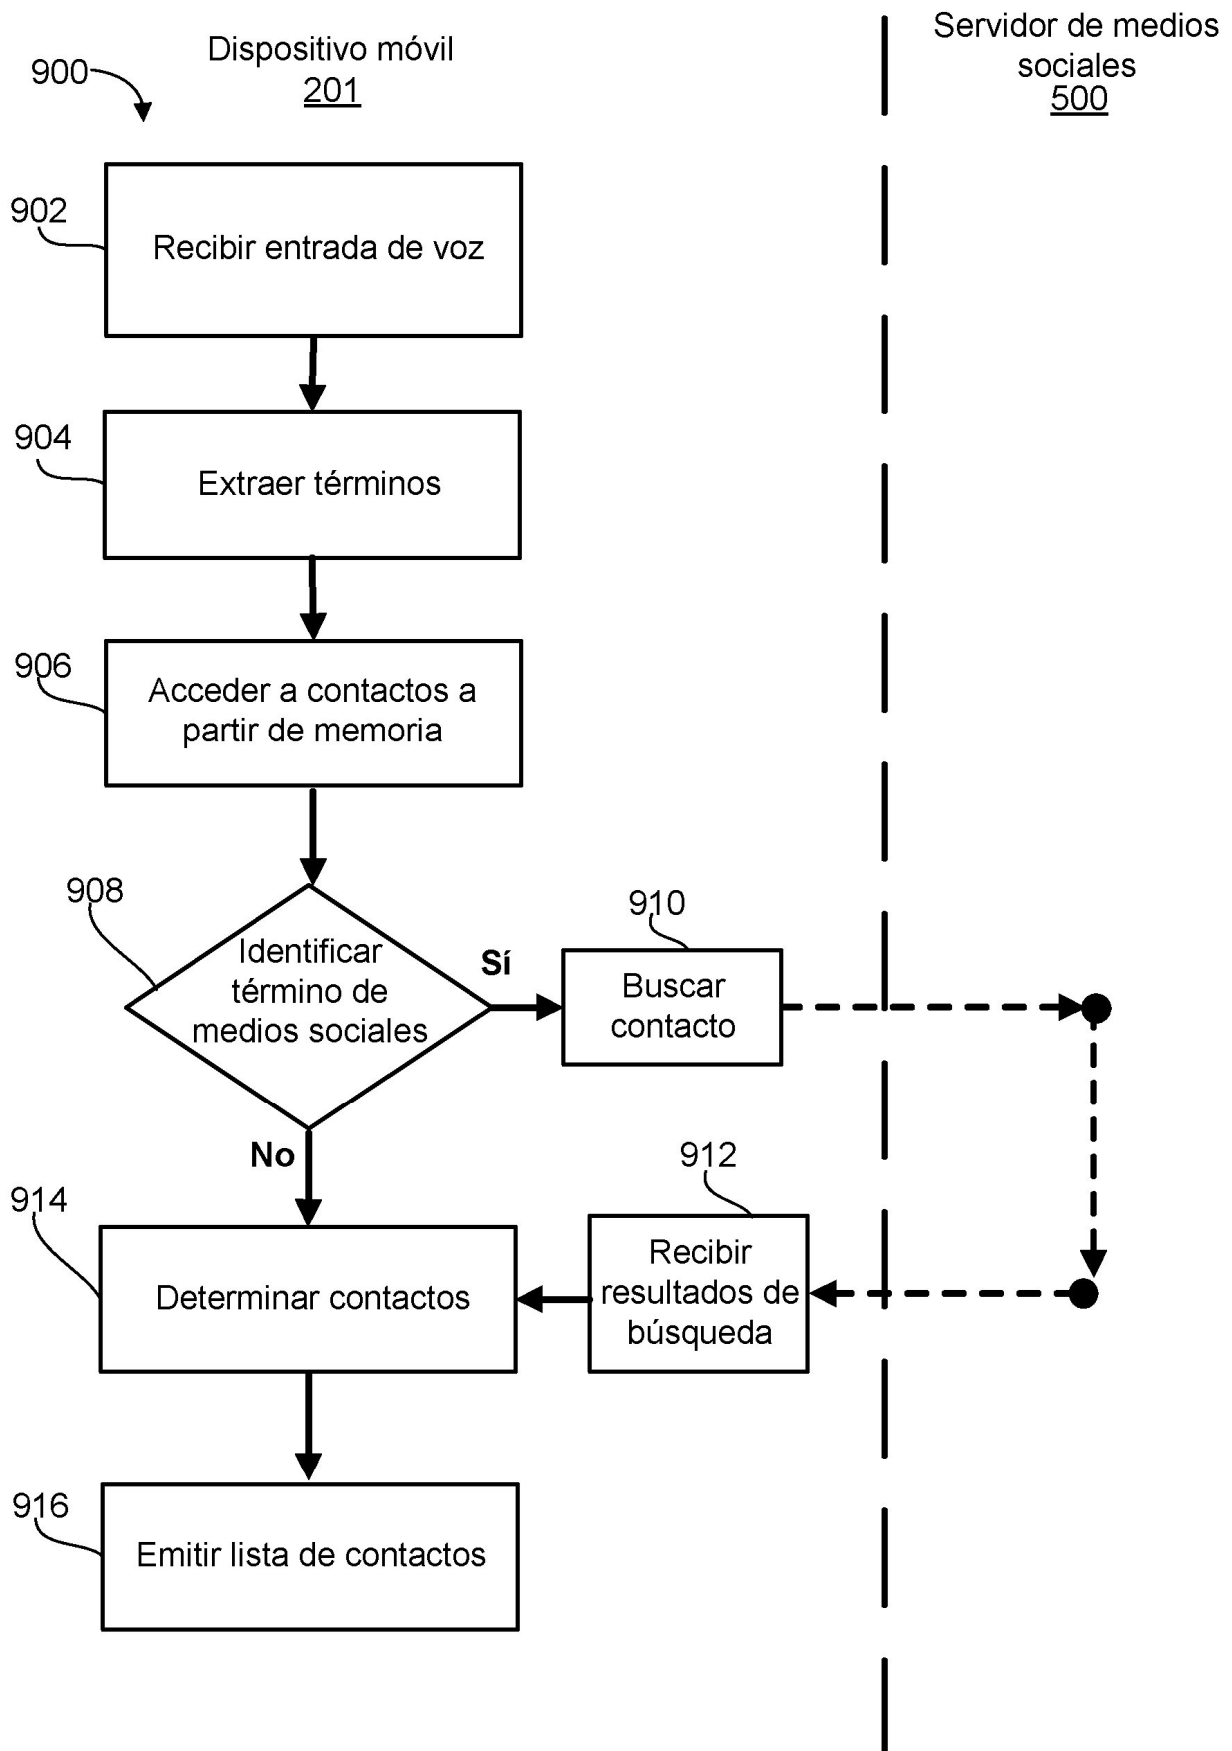 Dispositivo móvil
201
Servidor de medios
sociales
500
900
902
Recibir entrada de voz
904
Extraer términos
906
Acceder a contactos a
partir de memoria
908
Identificar
término de
medios sociales
Sí
910
Buscar
contacto
No
912
Recibir
resultados de
búsqueda
914
Determinar contactos
916
Emitir lista de contactos